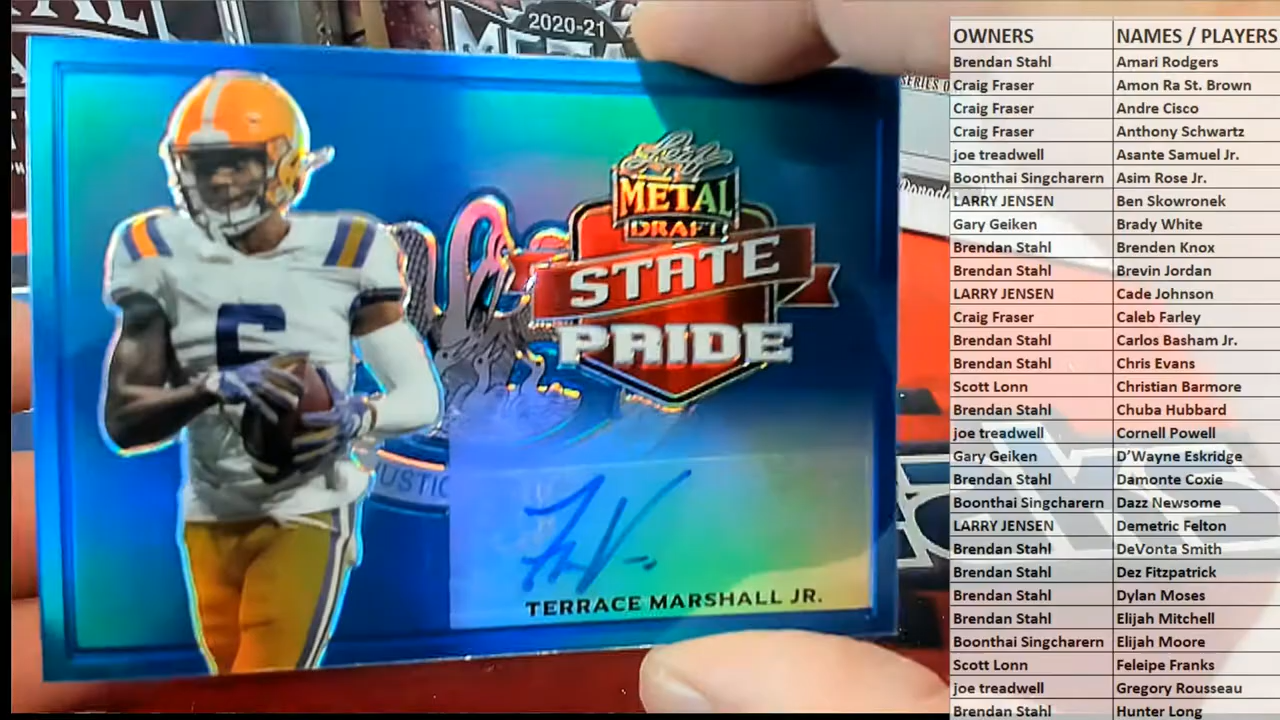 2020-21
META
SERIES O
Leaf
METAL
DRAFT
STATE
PRIDE
JUSTIC
TERRACE MARSHALL JR.
OWNERS NAMES / PLAYERS
Brendan Stahl Amari Rodgers
Craig Fraser Amon Ra St. Brown
Craig Fraser Andre Cisco
Craig Fraser Anthony Schwartz
joe treadwell Asante Samuel Jr.
Boonthai Singcharern Asim Rose Jr.
LARRY JENSEN Ben Skowronek
Gary Geiken Brady White
Brendan Stahl Brenden Knox
Brendan Stahl Brevin Jordan
LARRY JENSEN Cade Johnson
Craig Fraser Caleb Farley
Brendan Stahl Carlos Basham Jr.
Brendan Stahl Chris Evans
Scott Lonn Christian Barmore
Brendan Stahl Chuba Hubbard
joe treadwell Cornell Powell
Gary Geiken D’Wayne Eskridge
Brendan Stahl Damonte Coxie
Boonthai Singcharern Dazz Newsome
LARRY JENSEN Demetric Felton
Brendan Stahl DeVonta Smith
Brendan Stahl Dez Fitzpatrick
Brendan Stahl Dylan Moses
Brendan Stahl Elijah Mitchell
Boonthai Singcharern Elijah Moore
Scott Lonn Feleipe Franks
joe treadwell Gregory Rousseau
Brendan Stahl Hunter Long